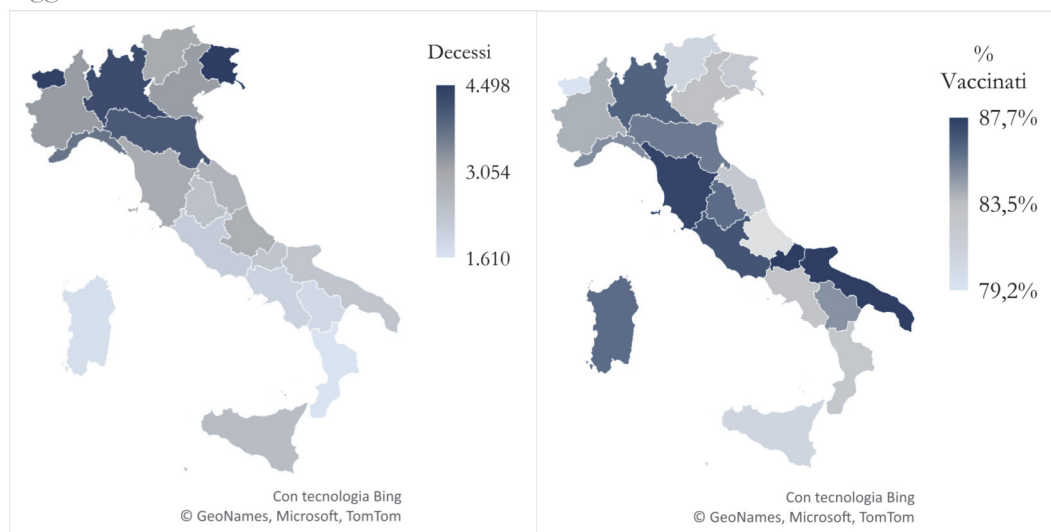 Decessi
4.498
3.054
1.610
Con tecnologia Bing
© GeoNames, Microsoft, TomTom
%
Vaccinati
87,7%
83,5%
79,2%
Con tecnologia Bing
© GeoNames, Microsoft, TomTom